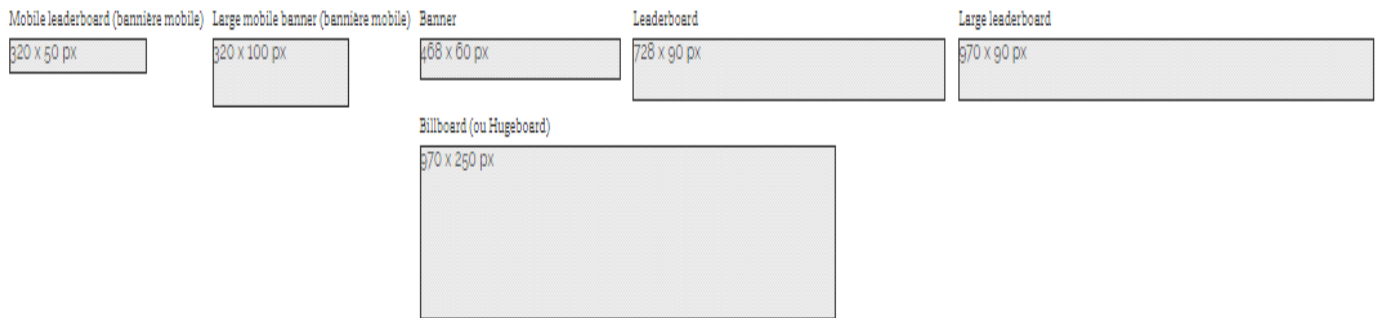 Mobile leaderboard (bannière mobile) Large mobile banner (bannière mobile) Banner Leaderboard Large leaderboard
320 x 50 px 320 x 100 px 468 x 60 px 728 x 90 px 970 x 90 px
Billboard (ou Hugeboard)
970 x 250 px